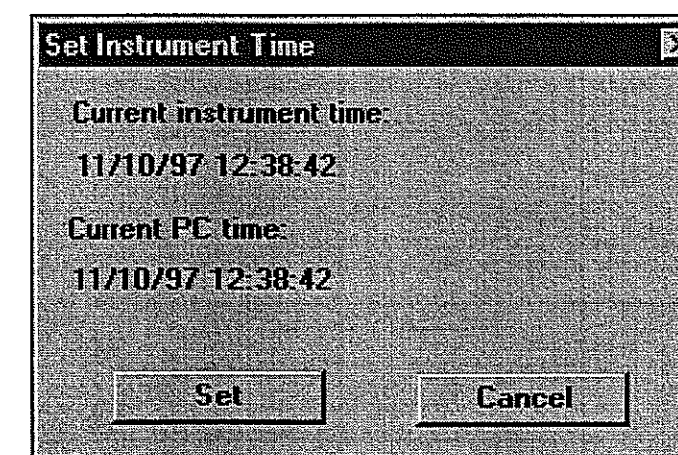 Set Instrument Time
Current instrument time:
11/10/97 12:38:42
Current PC time:
11/10/97 12:38:42
Set Cancel